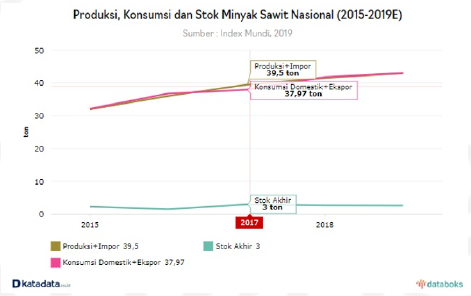 Produksi, Konsumsi dan Stok Minyak Sawit Nasional (2015-2019E)
Sumber : Index Mundi, 2019
50
40
30
20
10
0
ton
Produksi+Impor
39,5 ton
Konsumsi Domestik+Ekspor
37,97 ton
Stok Akhir
3 ton
2015
2017
2018
Produksi+Impor 39,5
Stok Akhir 3
Konsumsi Domestik+Ekspor 37,97
katadata
databoks